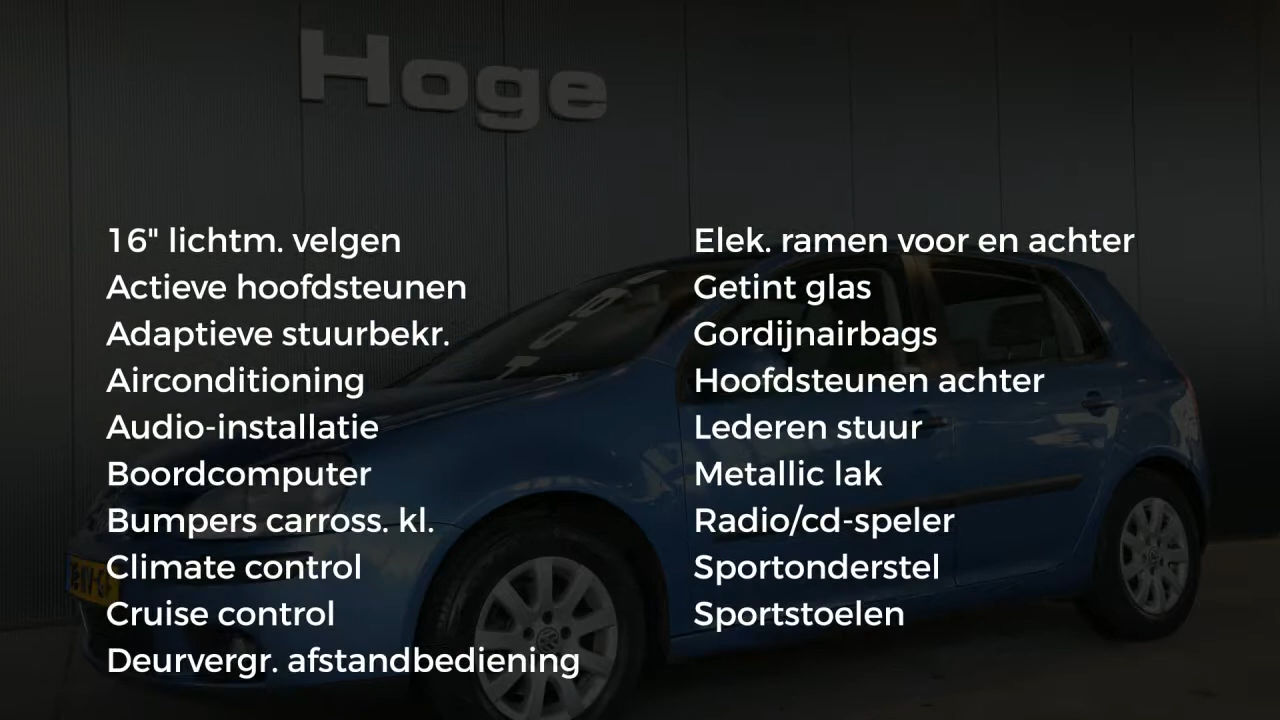 Hoge
16" lichtm. velgen
Actieve hoofdsteunen
Adaptieve stuurbekr.
Airconditioning
Audio-installatie
Boordcomputer
Bumpers carross. kl.
Climate control
Cruise control
Deurvergr. afstandbediening
Elek. ramen voor en achter
Getint glas
Gordijnairbags
Hoofdsteunen achter
Lederen stuur
Metallic lak
Radio/cd-speler
Sportonderstel
Sportstoelen